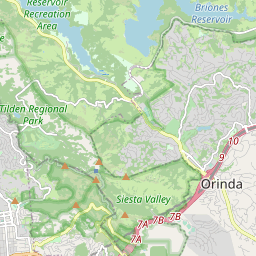 Reservoir
Recreation
Area
Briones
Reservoir
Tilden Regional
Park
10
9
Orinda
Siesta Valley
7A 7B 7B
7A